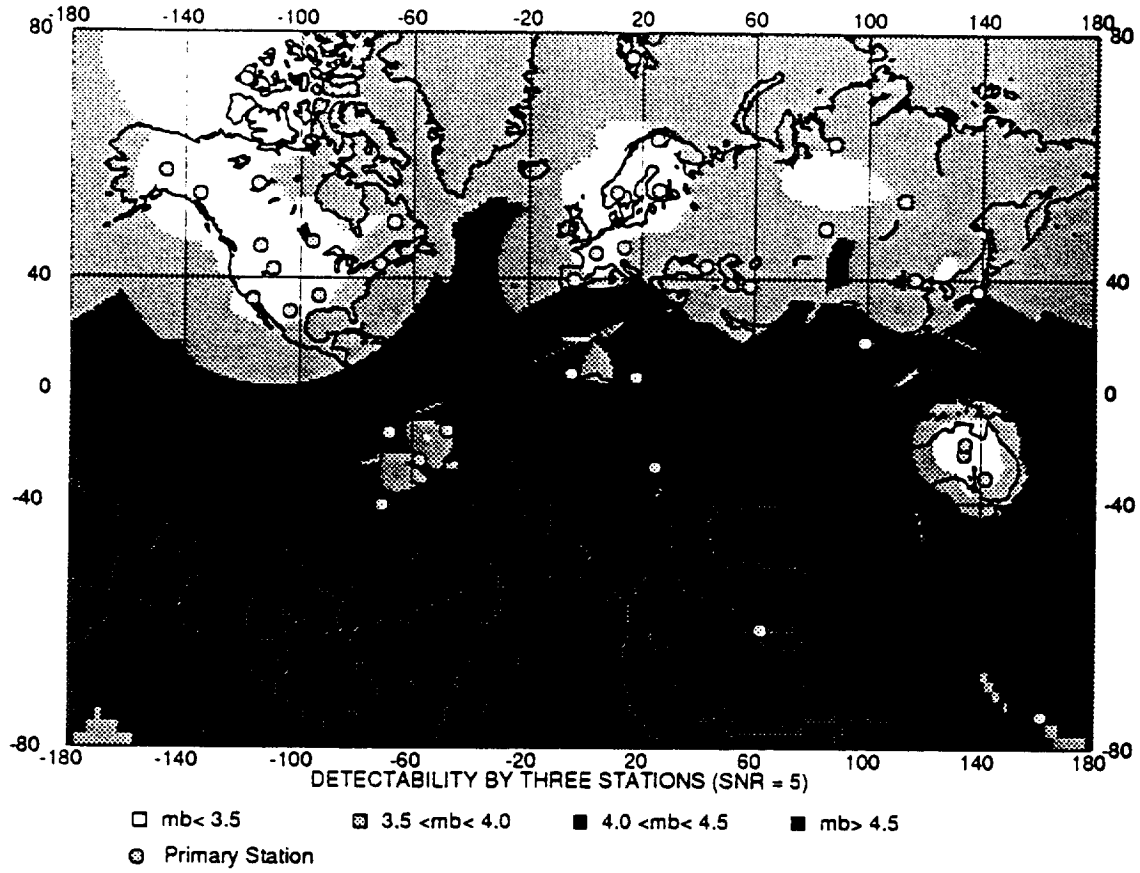 -180 -140 -100 -60 -20 20 60 100 140 180
80 80
40 40
0 0
-40 -40
-80 -80
-180 -140 -100 -60 -20 20 60 100 140 180
DETECTABILITY BY THREE STATIONS (SNR = 5)
mb< 3.5 3.5 <mb< 4.0 4.0 <mb< 4.5 mb> 4.5
Primary Station